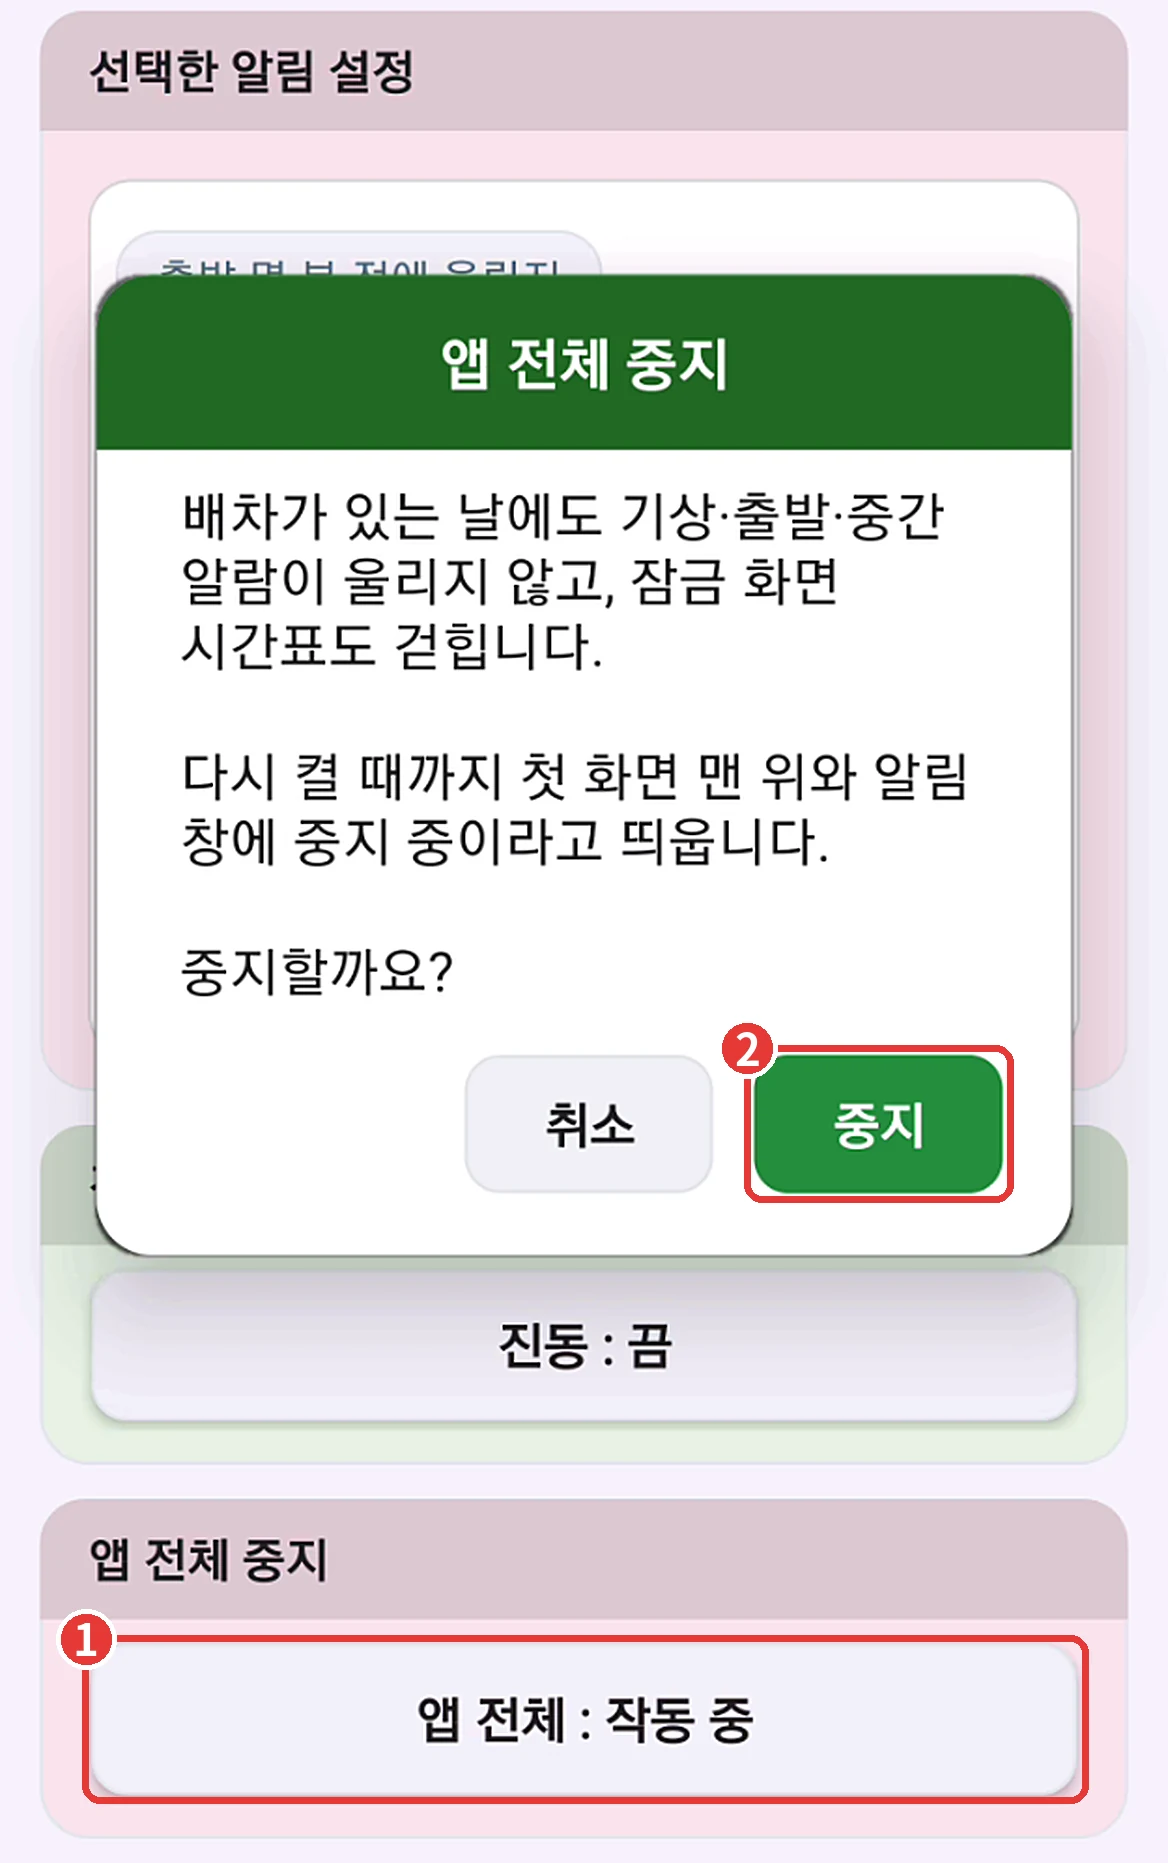 선택한 알림 설정
앱 전체 중지
배차가 있는 날에도 기상·출발·중간
알람이 울리지 않고, 잠금 화면
시간표도 걷힙니다.
다시 켤 때까지 첫 화면 맨 위와 알림
창에 중지 중이라고 띄웁니다.
중지할까요?
2
취소
중지
진동 : 끔
앱 전체 중지
1
앱 전체 : 작동 중